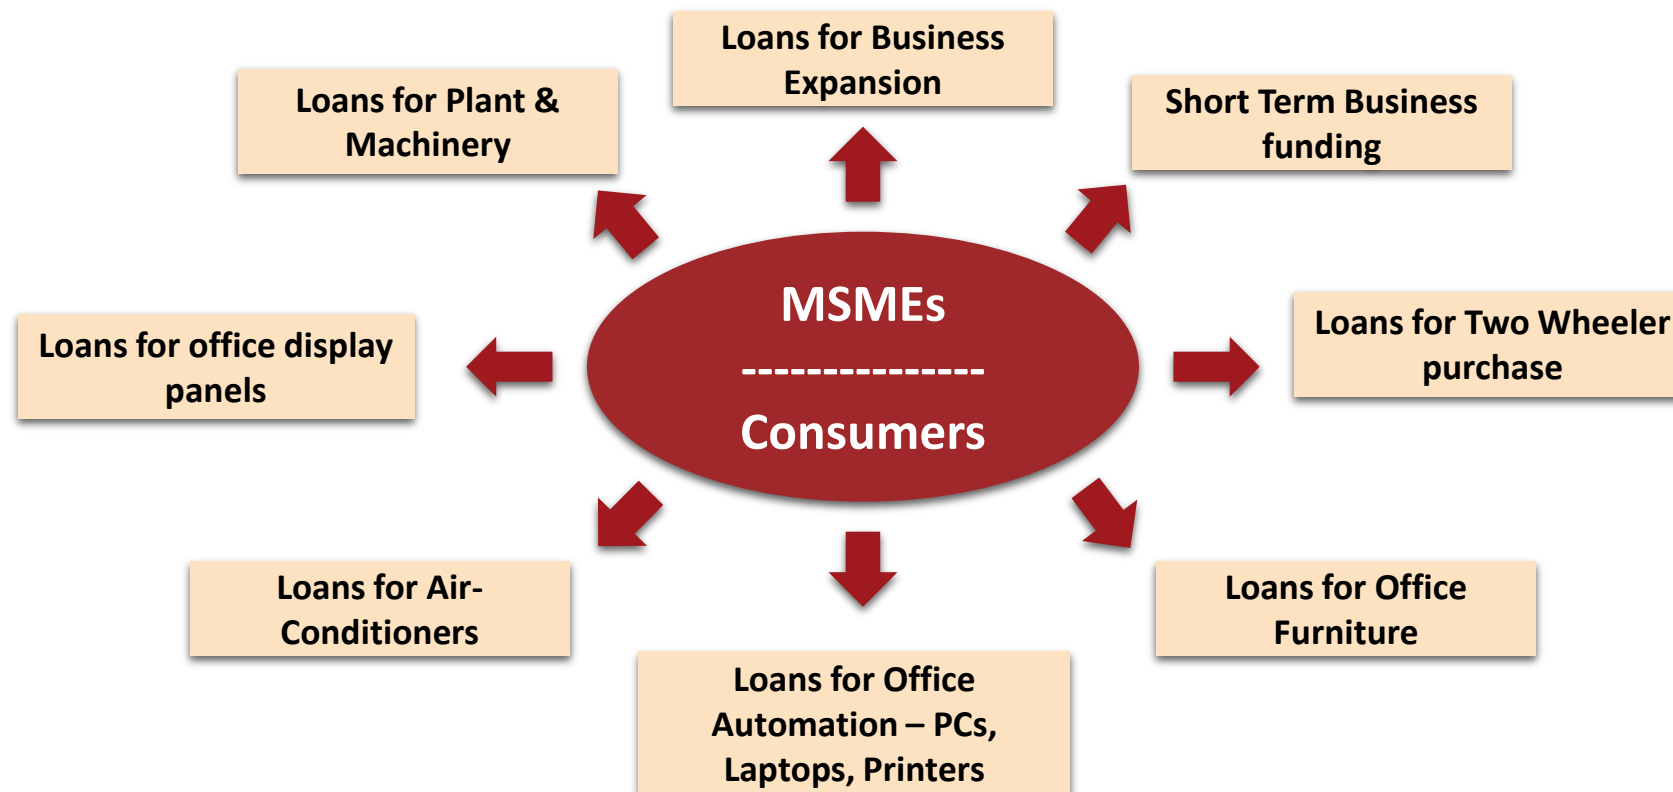 Loans for Business
Expansion
Loans for Plant &
Machinery
Short Term Business
funding
MSMEs
---------------
Consumers
Loans for office display
panels
Loans for Two Wheeler
purchase
Loans for Air-
Conditioners
Loans for Office
Furniture
Loans for Office
Automation – PCs,
Laptops, Printers